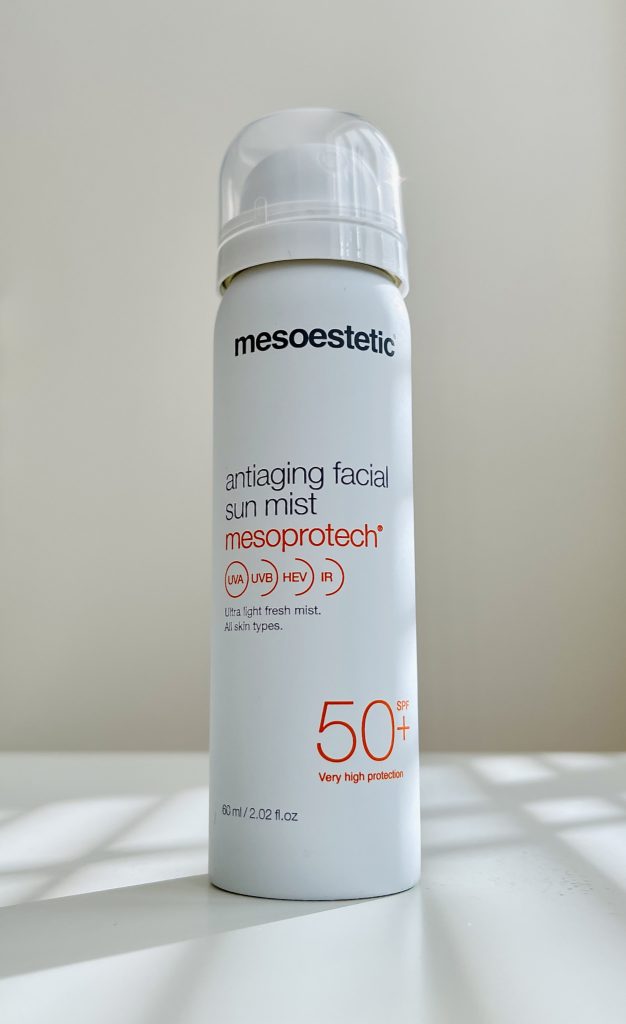 mesoestetic
antiaging facial
sun mist
mesoprotech®
UVA UVB HEV IR
Ultra light fresh mist.
All skin types.
50+ SPF
Very high protection
60 ml / 2.02 fl.oz